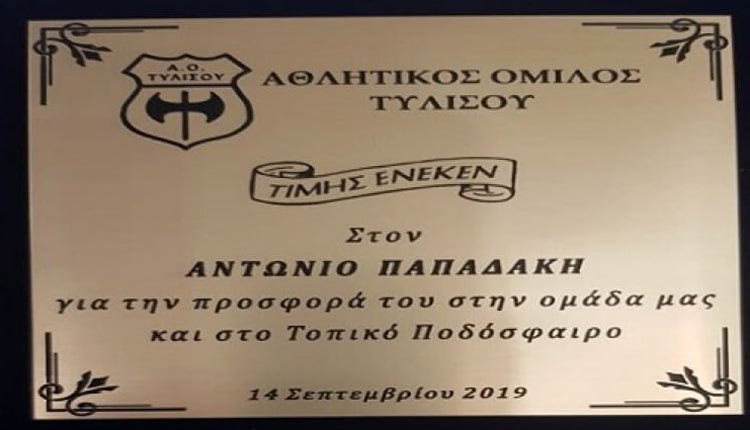 Α.Ο.
ΤΥΛΙΣΟΥ
ΑΘΛΗΤΙΚΟΣ ΟΜΙΛΟΣ
ΤΥΛΙΣΟΥ
ΤΙΜΗΣ ΕΝΕΚΕΝ
Στον
ΑΝΤΩΝΙΟ ΠΑΠΑΔΑΚΗ
για την προσφορά του στην ομάδα μας
και στο Τοπικό Ποδόσφαιρο
14 Σεπτεμβρίου 2019